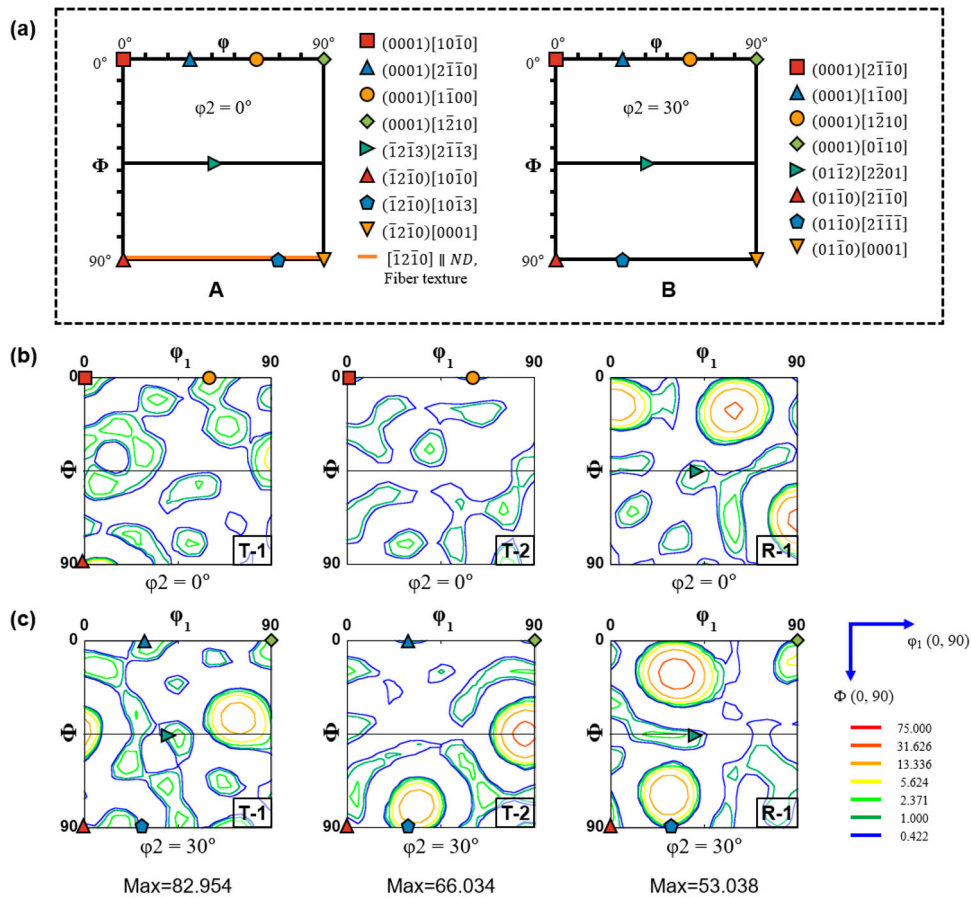 (a)
0° φ 90°
0°
φ2 = 0°
Φ
90°
A
(0001)[101̅0]
(0001)[21̅1̅0]
(0001)[11̅00]
(0001)[12̅10]
(1̅21̅3)[21̅1̅3]
(1̅21̅0)[101̅0]
(1̅21̅0)[101̅3]
(1̅21̅0)[0001]
[1̅21̅0] ∥ ND,
Fiber texture
0° φ 90°
0°
φ2 = 30°
90°
B
(0001)[21̅1̅0]
(0001)[11̅00]
(0001)[12̅10]
(0001)[01̅10]
(011̅2)[22̅01]
(011̅0)[21̅1̅0]
(011̅0)[21̅1̅1̅]
(011̅0)[0001]
(b)
0 φ1 90
0
Φ
90
T-1
φ2 = 0°
0 φ1 90
0
Φ
90
T-2
φ2 = 0°
0 φ1 90
0
Φ
90
R-1
φ2 = 0°
(c)
0 φ1 90
0
Φ
90
T-1
φ2 = 30°
Max=82.954
0 φ1 90
0
Φ
90
T-2
φ2 = 30°
Max=66.034
0 φ1 90
0
Φ
90
R-1
φ2 = 30°
Max=53.038
φ1 (0, 90)
Φ (0, 90)
75.000
31.626
13.336
5.624
2.371
1.000
0.422